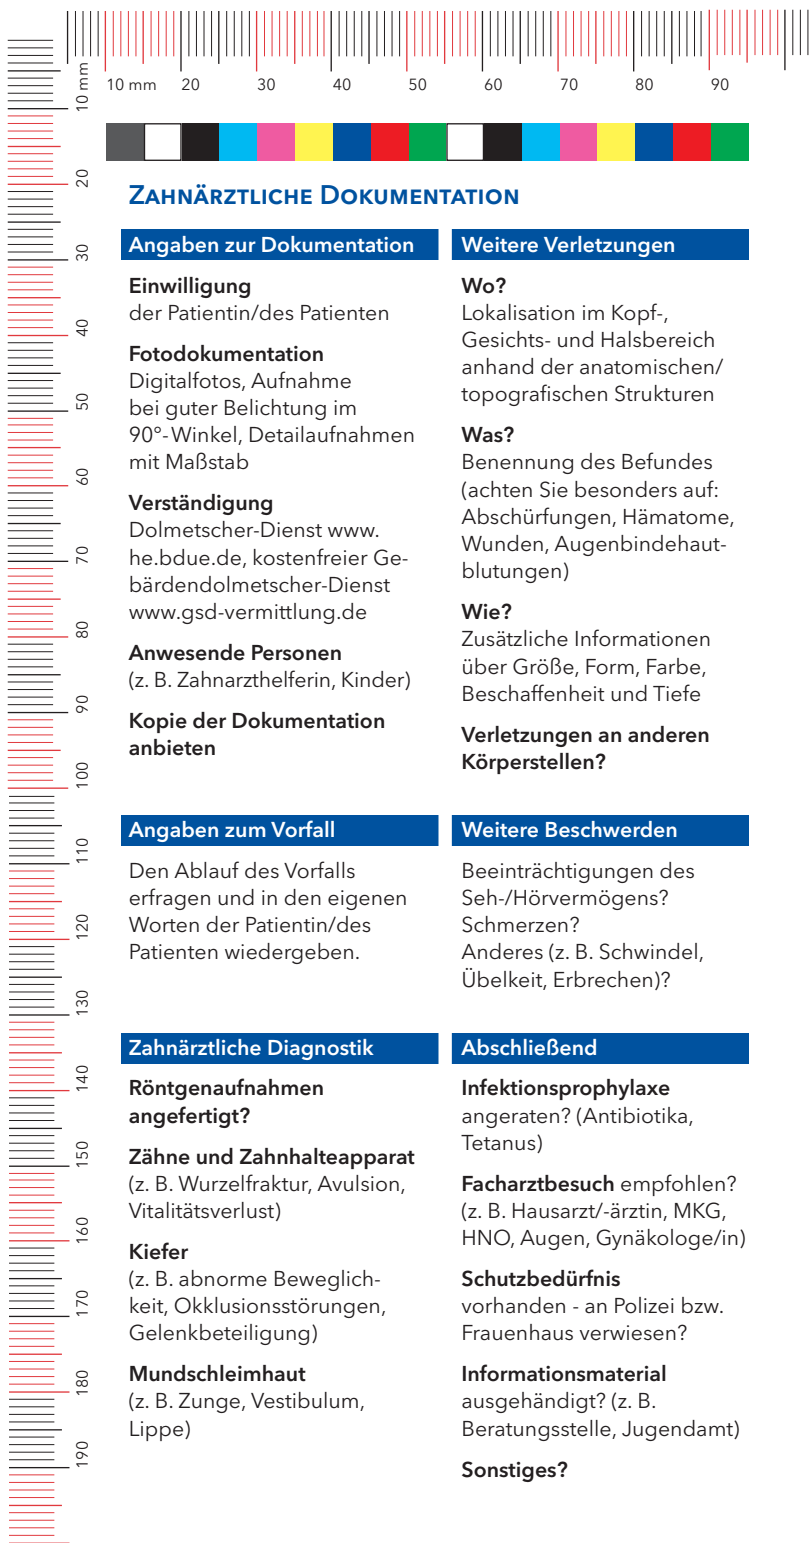 10 mm 20 30 40 50 60 70 80 90
10 mm
20
30
40
50
60
70
80
90
100
110
120
130
140
150
160
170
180
190
ZAHNÄRZTLICHE DOKUMENTATION
Angaben zur Dokumentation
Einwilligung
der Patientin/des Patienten
Fotodokumentation
Digitalfotos, Aufnahme
bei guter Belichtung im
90°-Winkel, Detailaufnahmen
mit Maßstab
Verständigung
Dolmetscher-Dienst www.
he.bdue.de, kostenfreier Ge-
bärdendolmetscher-Dienst
www.gsd-vermittlung.de
Anwesende Personen
(z. B. Zahnarzthelferin, Kinder)
Kopie der Dokumentation
anbieten
Weitere Verletzungen
Wo?
Lokalisation im Kopf-,
Gesichts- und Halsbereich
anhand der anatomischen/
topografischen Strukturen
Was?
Benennung des Befundes
(achten Sie besonders auf:
Abschürfungen, Hämatome,
Wunden, Augenbindehaut-
blutungen)
Wie?
Zusätzliche Informationen
über Größe, Form, Farbe,
Beschaffenheit und Tiefe
Verletzungen an anderen
Körperstellen?
Angaben zum Vorfall
Den Ablauf des Vorfalls
erfragen und in den eigenen
Worten der Patientin/des
Patienten wiedergeben.
Weitere Beschwerden
Beeinträchtigungen des
Seh-/Hörvermögens?
Schmerzen?
Anderes (z. B. Schwindel,
Übelkeit, Erbrechen)?
Zahnärztliche Diagnostik
Röntgenaufnahmen
angefertigt?
Zähne und Zahnhalteapparat
(z. B. Wurzelfraktur, Avulsion,
Vitalitätsverlust)
Kiefer
(z. B. abnorme Beweglich-
keit, Okklusionsstörungen,
Gelenkbeteiligung)
Mundschleimhaut
(z. B. Zunge, Vestibulum,
Lippe)
Abschließend
Infektionsprophylaxe
angeraten? (Antibiotika,
Tetanus)
Facharztbesuch empfohlen?
(z. B. Hausarzt/-ärztin, MKG,
HNO, Augen, Gynäkologe/in)
Schutzbedürfnis
vorhanden - an Polizei bzw.
Frauenhaus verwiesen?
Informationsmaterial
ausgehändigt? (z. B.
Beratungsstelle, Jugendamt)
Sonstiges?